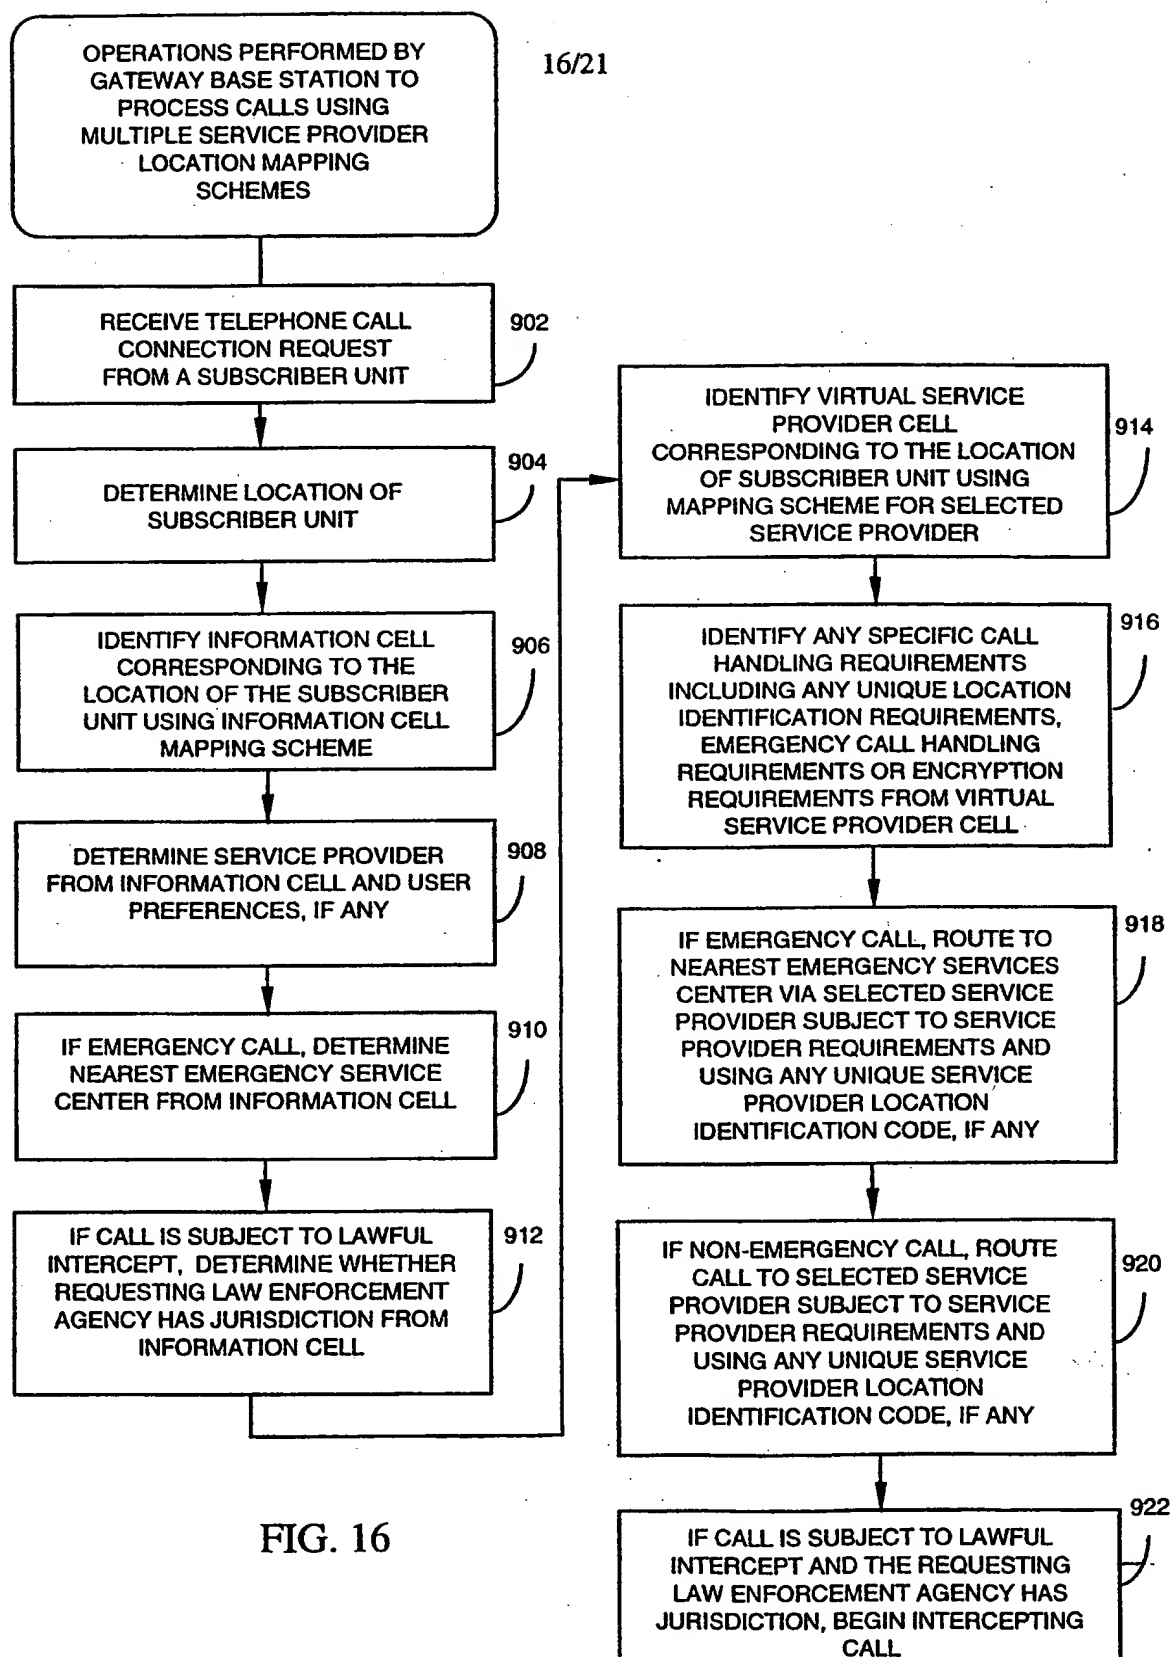 OPERATIONS PERFORMED BY
GATEWAY BASE STATION TO
PROCESS CALLS USING
MULTIPLE SERVICE PROVIDER
LOCATION MAPPING
SCHEMES
16/21
RECEIVE TELEPHONE CALL
CONNECTION REQUEST
FROM A SUBSCRIBER UNIT
902
DETERMINE LOCATION OF
SUBSCRIBER UNIT
904
IDENTIFY INFORMATION CELL
CORRESPONDING TO THE
LOCATION OF THE SUBSCRIBER
UNIT USING INFORMATION CELL
MAPPING SCHEME
906
DETERMINE SERVICE PROVIDER
FROM INFORMATION CELL AND USER
PREFERENCES, IF ANY
908
IF EMERGENCY CALL, DETERMINE
NEAREST EMERGENCY SERVICE
CENTER FROM INFORMATION CELL
910
IF CALL IS SUBJECT TO LAWFUL
INTERCEPT, DETERMINE WHETHER
REQUESTING LAW ENFORCEMENT
AGENCY HAS JURISDICTION FROM
INFORMATION CELL
912
IDENTIFY VIRTUAL SERVICE
PROVIDER CELL
CORRESPONDING TO THE LOCATION
OF SUBSCRIBER UNIT USING
MAPPING SCHEME FOR SELECTED
SERVICE PROVIDER
914
IDENTIFY ANY SPECIFIC CALL
HANDLING REQUIREMENTS
INCLUDING ANY UNIQUE LOCATION
IDENTIFICATION REQUIREMENTS,
EMERGENCY CALL HANDLING
REQUIREMENTS OR ENCRYPTION
REQUIREMENTS FROM VIRTUAL
SERVICE PROVIDER CELL
916
IF EMERGENCY CALL, ROUTE TO
NEAREST EMERGENCY SERVICES
CENTER VIA SELECTED SERVICE
PROVIDER SUBJECT TO SERVICE
PROVIDER REQUIREMENTS AND
USING ANY UNIQUE SERVICE
PROVIDER LOCATION
IDENTIFICATION CODE, IF ANY
918
IF NON-EMERGENCY CALL, ROUTE
CALL TO SELECTED SERVICE
PROVIDER SUBJECT TO SERVICE
PROVIDER REQUIREMENTS AND
USING ANY UNIQUE SERVICE
PROVIDER LOCATION
IDENTIFICATION CODE, IF ANY
920
IF CALL IS SUBJECT TO LAWFUL
INTERCEPT AND THE REQUESTING
LAW ENFORCEMENT AGENCY HAS
JURISDICTION, BEGIN INTERCEPTING
CALL
922
FIG. 16